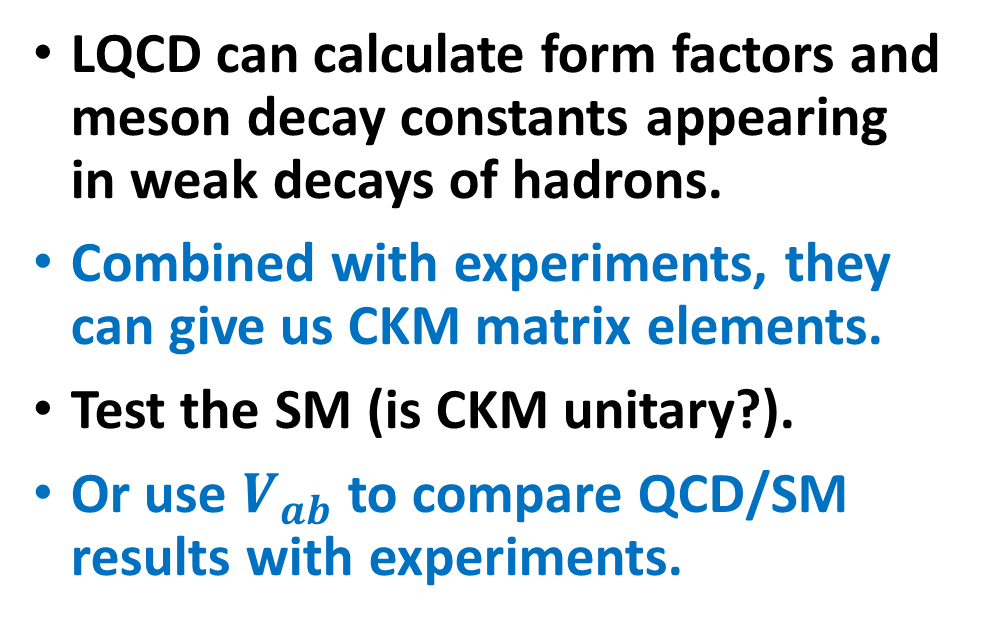 • LQCD can calculate form factors and
meson decay constants appearing
in weak decays of hadrons.
• Combined with experiments, they
can give us CKM matrix elements.
• Test the SM (is CKM unitary?).
• Or use V_ab to compare QCD/SM
results with experiments.